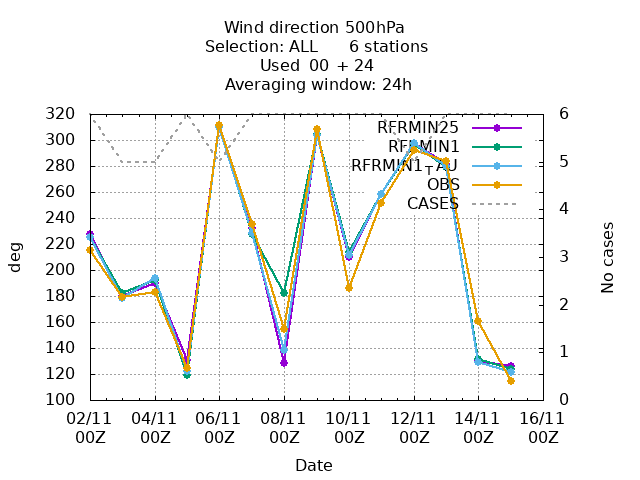 Wind direction 500hPa
Selection: ALL 6 stations
Used 00 + 24
Averaging window: 24h
RFRMIN25
RFRMIN1
RFRMIN1_TAU
OBS
CASES
deg
320
300
280
260
240
220
200
180
160
140
120
100
6
5
4
3
2
1
0
No cases
02/11 04/11 06/11 08/11 10/11 12/11 14/11 16/11
00Z 00Z 00Z 00Z 00Z 00Z 00Z 00Z
Date